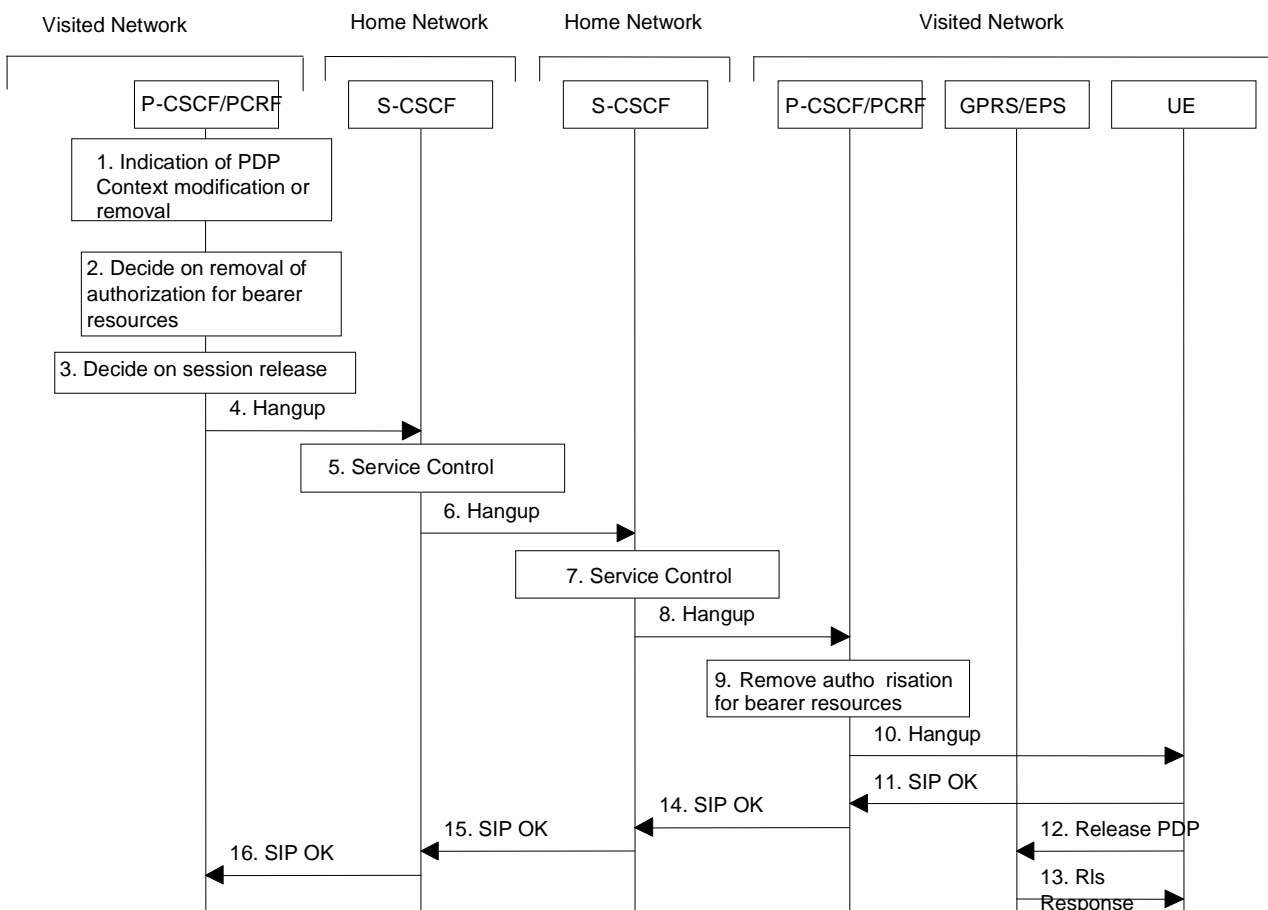 Visited Network
Home Network
Home Network
Visited Network
P-CSCF/PCRF
S-CSCF
S-CSCF
P-CSCF/PCRF
GPRS/EPS
UE
1. Indication of PDP
Context modification or
removal
2. Decide on removal of
authorization for bearer
resources
3. Decide on session release
4. Hangup
5. Service Control
6. Hangup
7. Service Control
8. Hangup
9. Remove autho risation
for bearer resources
10. Hangup
11. SIP OK
14. SIP OK
12. Release PDP
15. SIP OK
16. SIP OK
13. Rls
Response